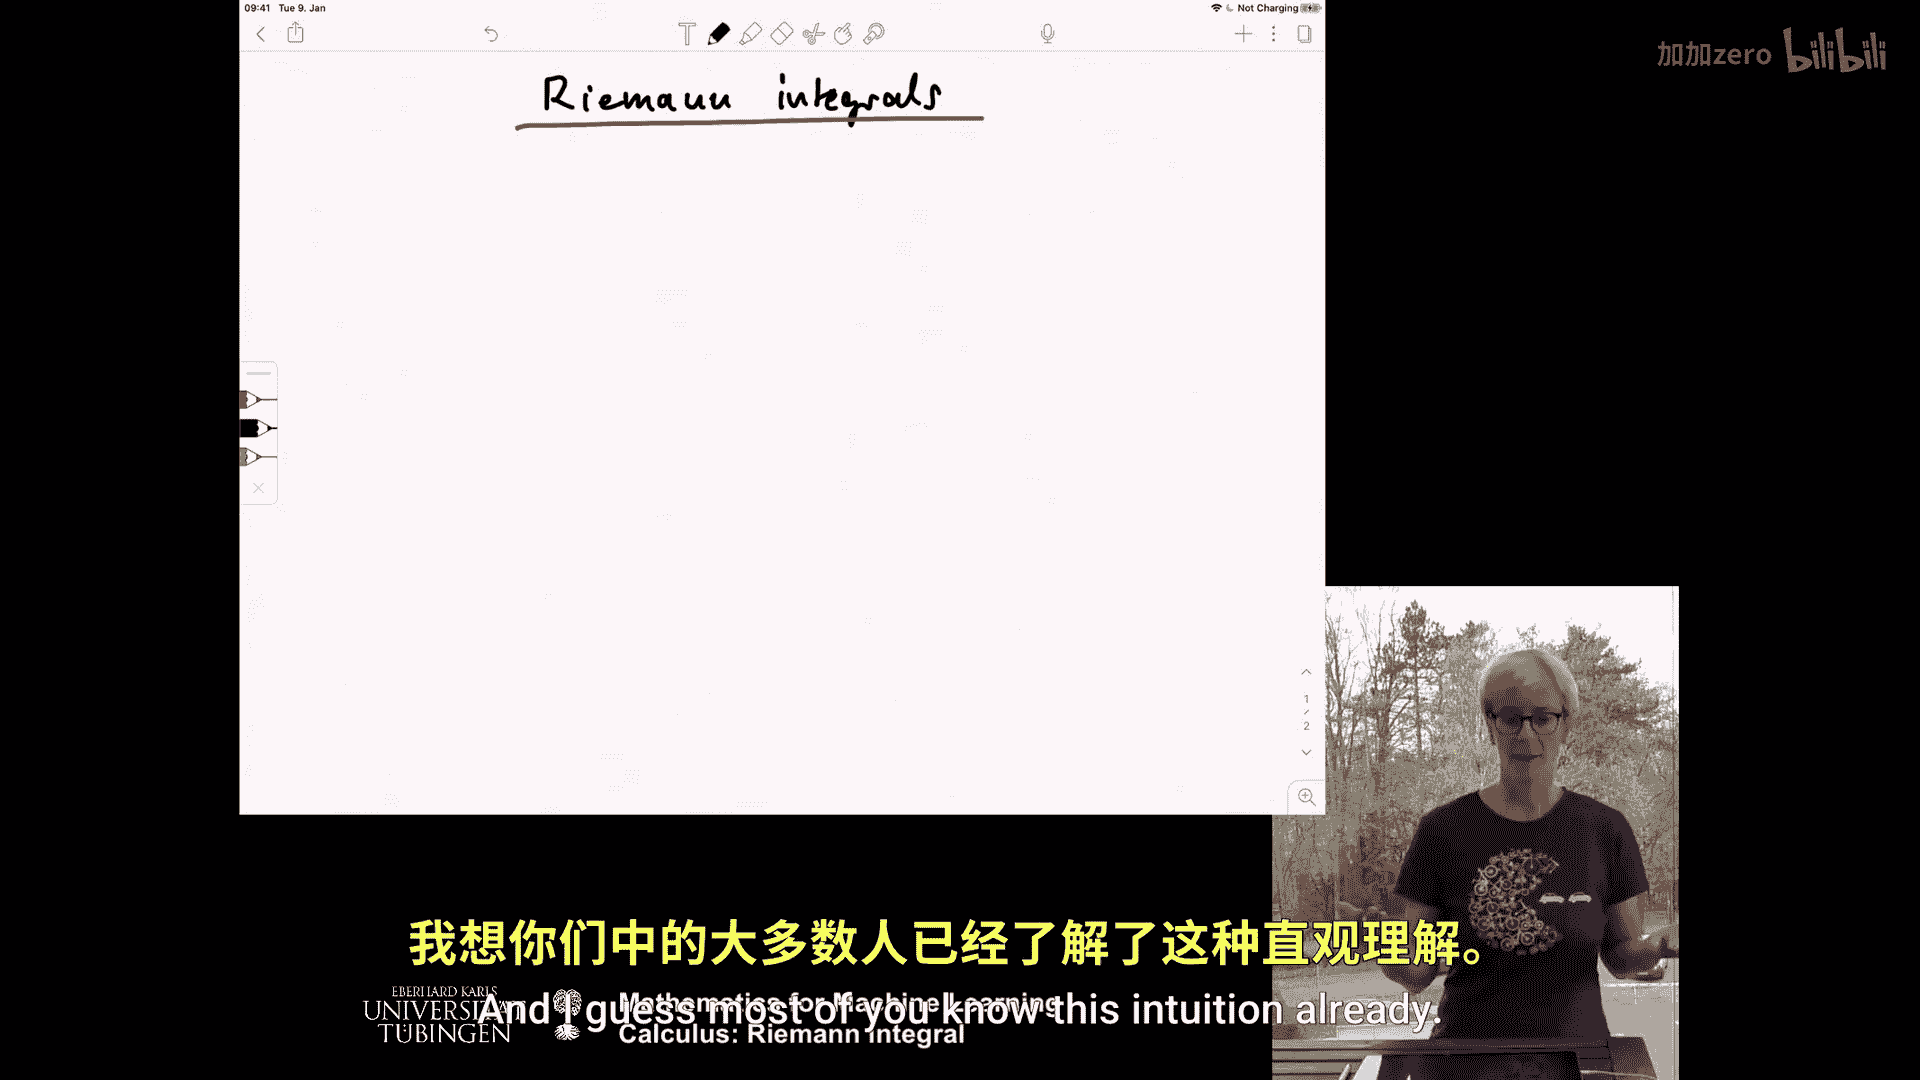 09:41 Tue 9. Jan
Not Charging
加加zero bilibili
Riemann integrals
1
2
我想你们中的大多数人已经了解了这种直观理解。
And I guess most of you know this intuition already.
EBERHARD KARLS
UNIVERSITÄT
TÜBINGEN
Mathematics for Machine Learning
Calculus: Riemann integral